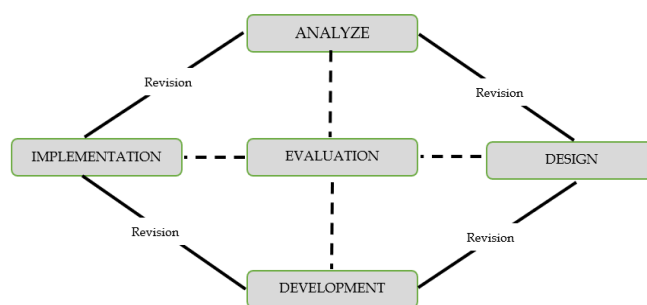 ANALYZE
Revision
Revision
IMPLEMENTATION
EVALUATION
DESIGN
Revision
Revision
DEVELOPMENT